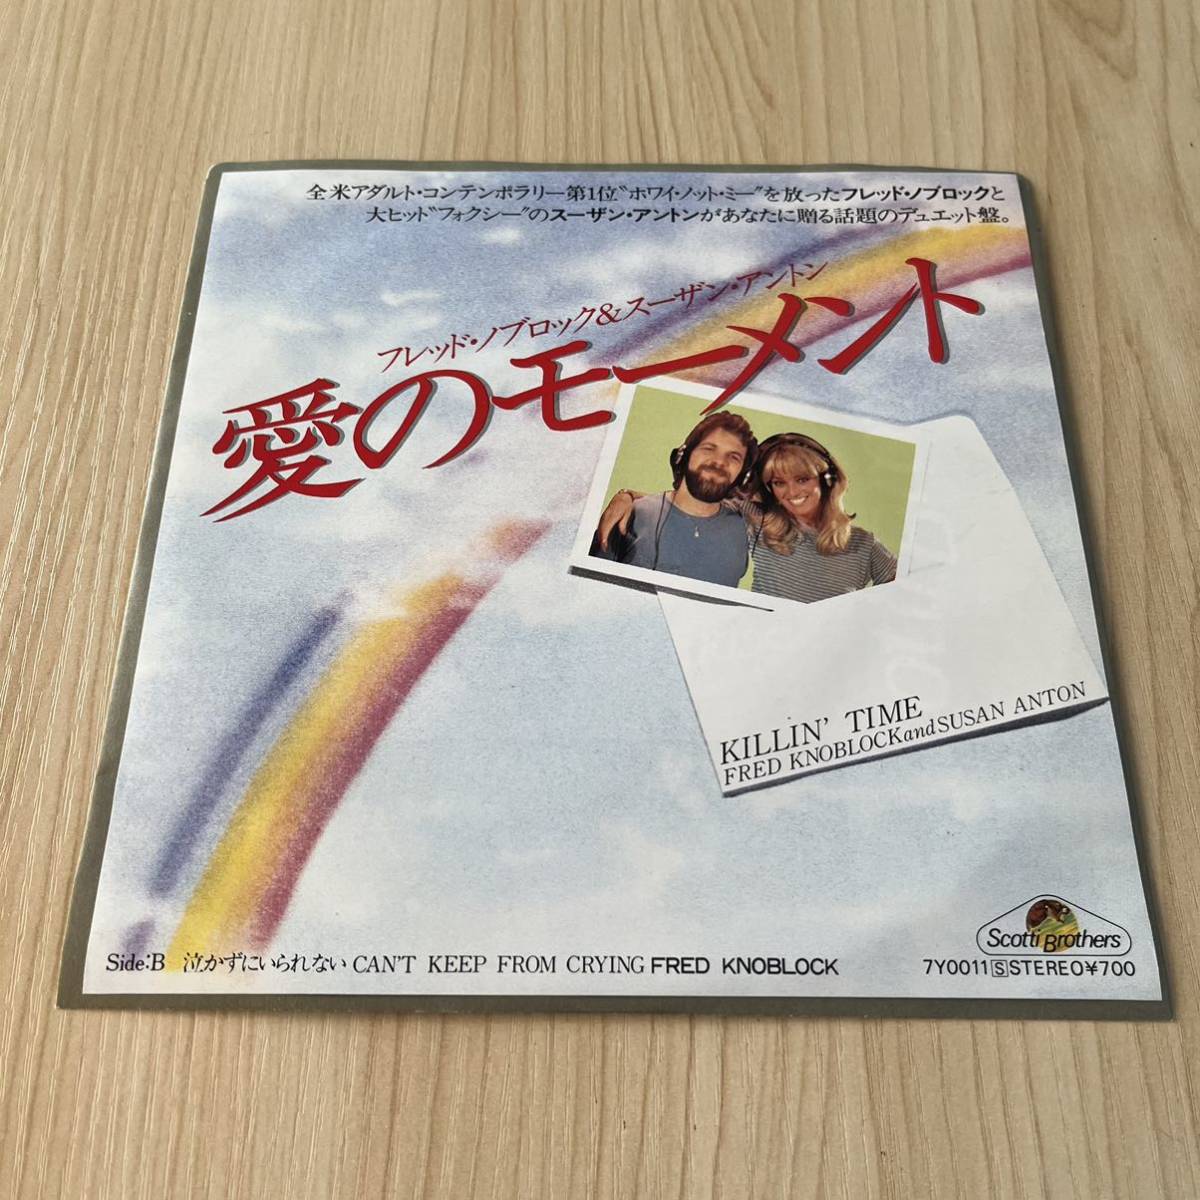 全米アダルト・コンテンポラリー第1位“ホワイ・ノット・ミー”を放ったフレッド・ノブロックと
大ヒット“フォクシー”のスーザン・アントンがあなたに贈る話題のデュエット盤。
フレッド・ノブロック&スーザン・アントン
愛のモーメント
KILLIN' TIME
FRED KNOBLOCKandSUSAN ANTON
Scotti Brothers
Side:B 泣かずにいられない CAN'T KEEP FROM CRYING FRED KNOBLOCK
7Y0011 S STEREO¥700